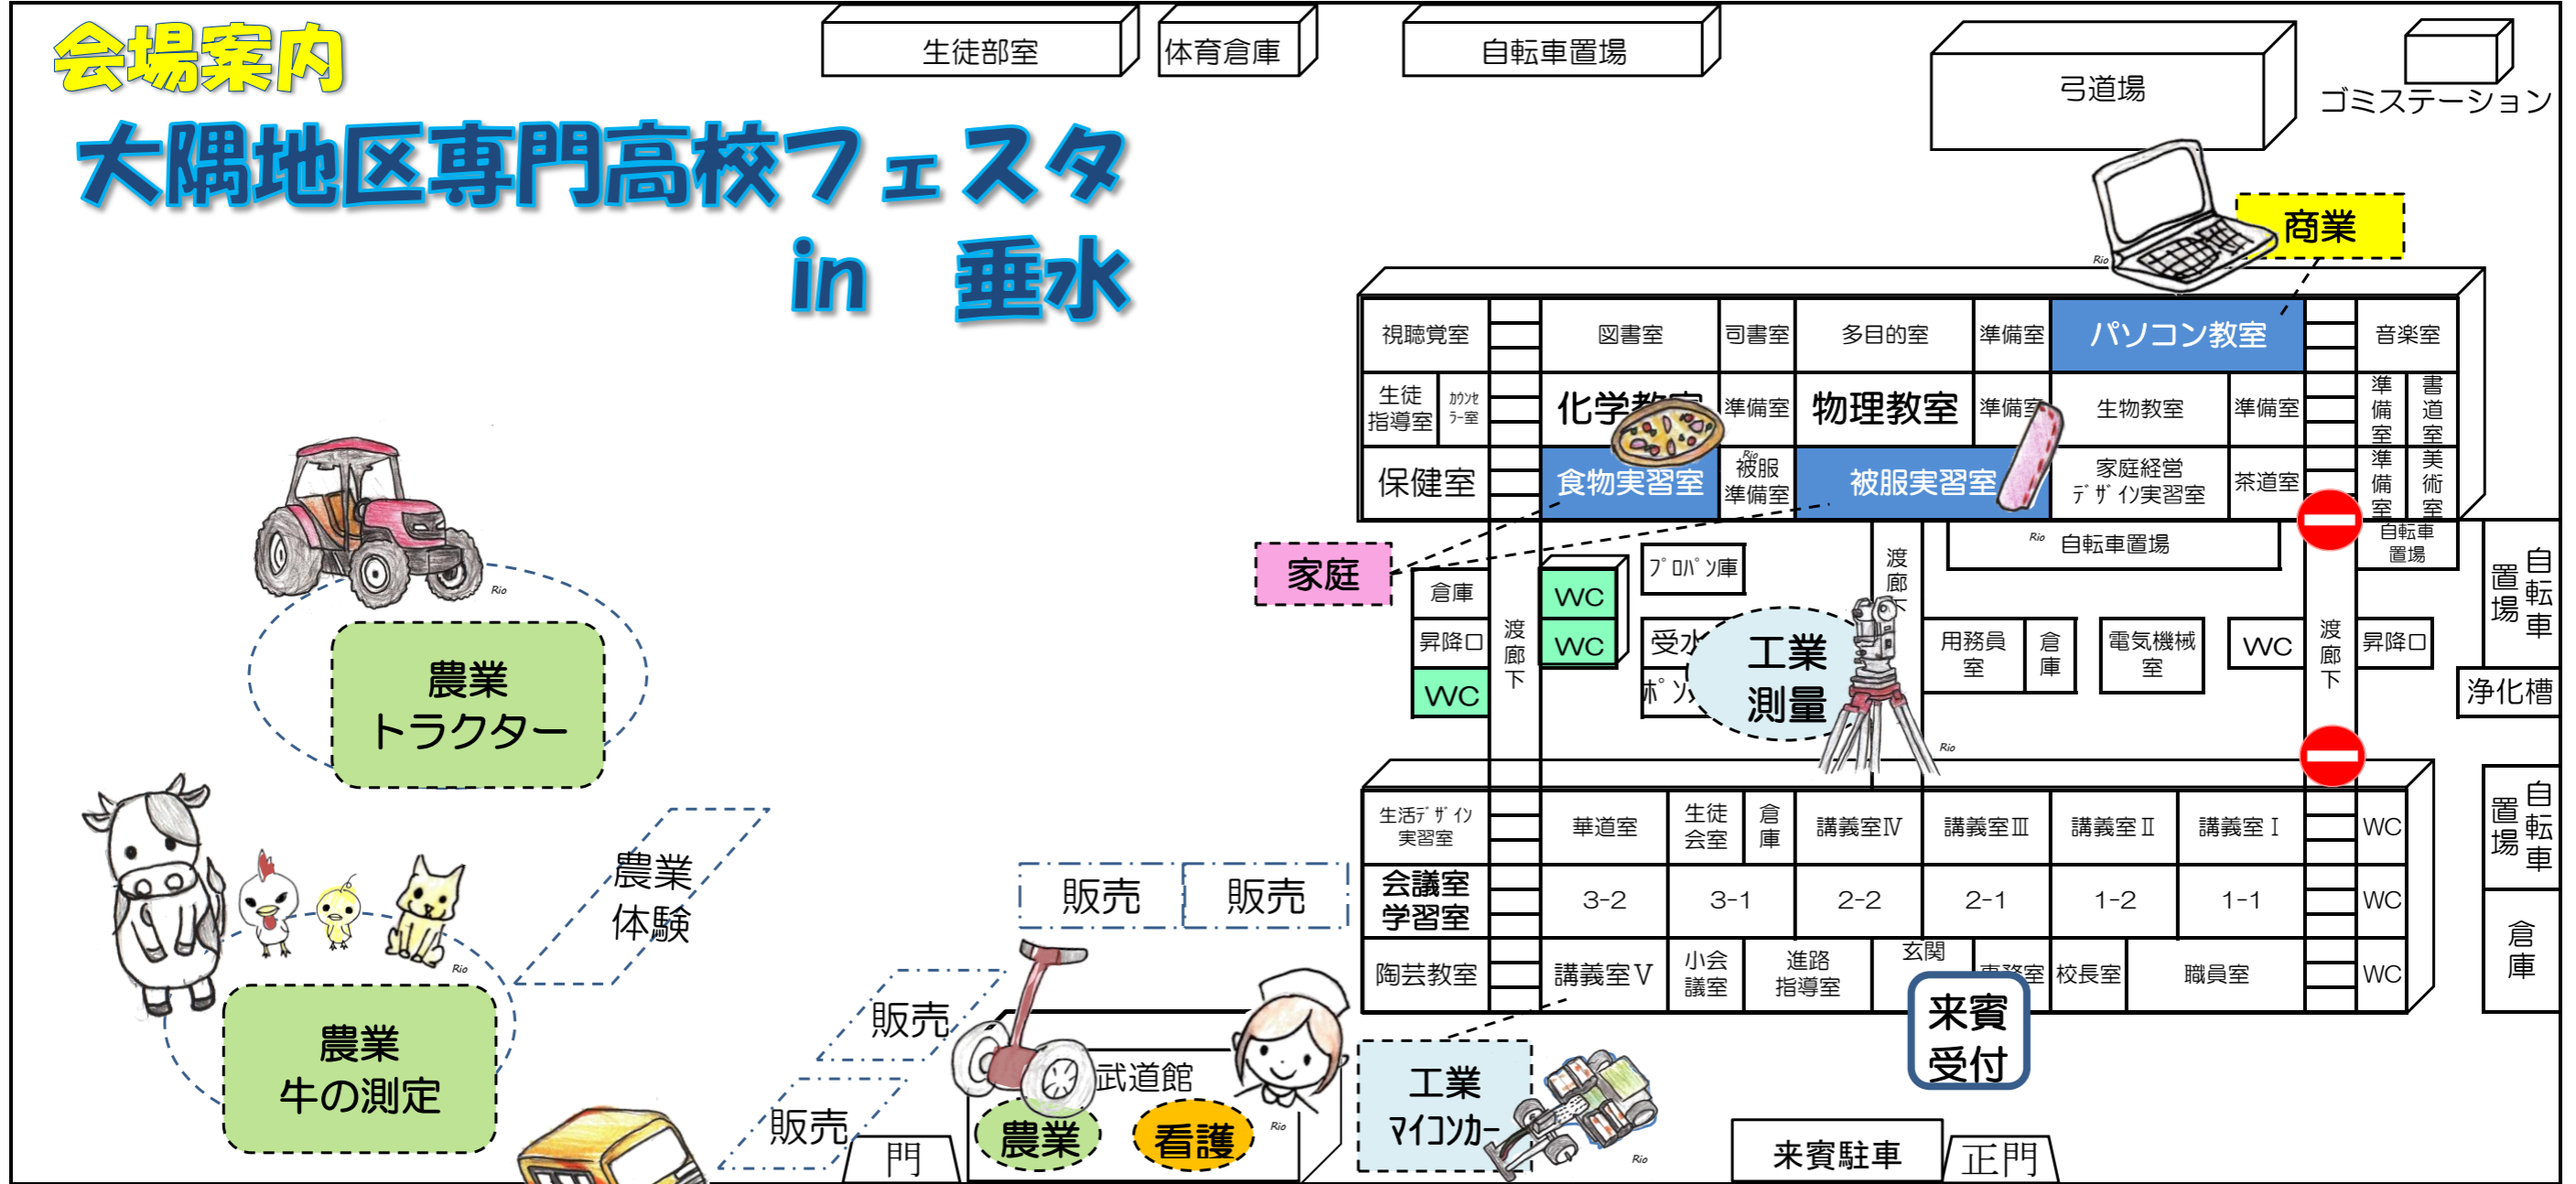 会場案内
大隅地区専門高校フェスタ
in 垂水
生徒部室
体育倉庫
自転車置場
弓道場
ゴミステーション
商業
Rio
視聴覚室
図書室
司書室
多目的室
準備室
パソコン教室
音楽室
生徒
指導室
ｶｳﾝｾ
ﾗｰ室
化学教室
準備室
物理教室
準備室
生物教室
準備室
準備室
書道室
保健室
食物実習室
Rio
被服
準備室
被服実習室
家庭経営
ﾃﾞｻﾞｲﾝ実習室
茶道室
準備室
美術室
家庭
ﾌﾟﾛﾊﾟﾝ庫
渡廊下
Rio
自転車置場
自転車
置場
自転車置場
倉庫
WC
昇降口
WC
WC
渡廊下
受水
ﾎﾟﾝ
工業
測量
Rio
用務員
室
倉庫
電気機械
室
WC
渡廊下
昇降口
浄化槽
農業
トラクター
Rio
生活ﾃﾞｻﾞｲﾝ
実習室
華道室
生徒
会室
倉庫
講義室Ⅳ
講義室Ⅲ
講義室Ⅱ
講義室Ⅰ
WC
自転車置場
会議室
学習室
3-2
3-1
2-2
2-1
1-2
1-1
WC
倉庫
陶芸教室
講義室Ⅴ
小会
議室
進路
指導室
玄関
事務室
校長室
職員室
WC
農業
体験
販売
販売
販売
販売
Rio
農業
牛の測定
門
武道館
農業
看護
Rio
工業
ﾏｲｺﾝｶｰ
Rio
来賓
受付
来賓駐車
正門